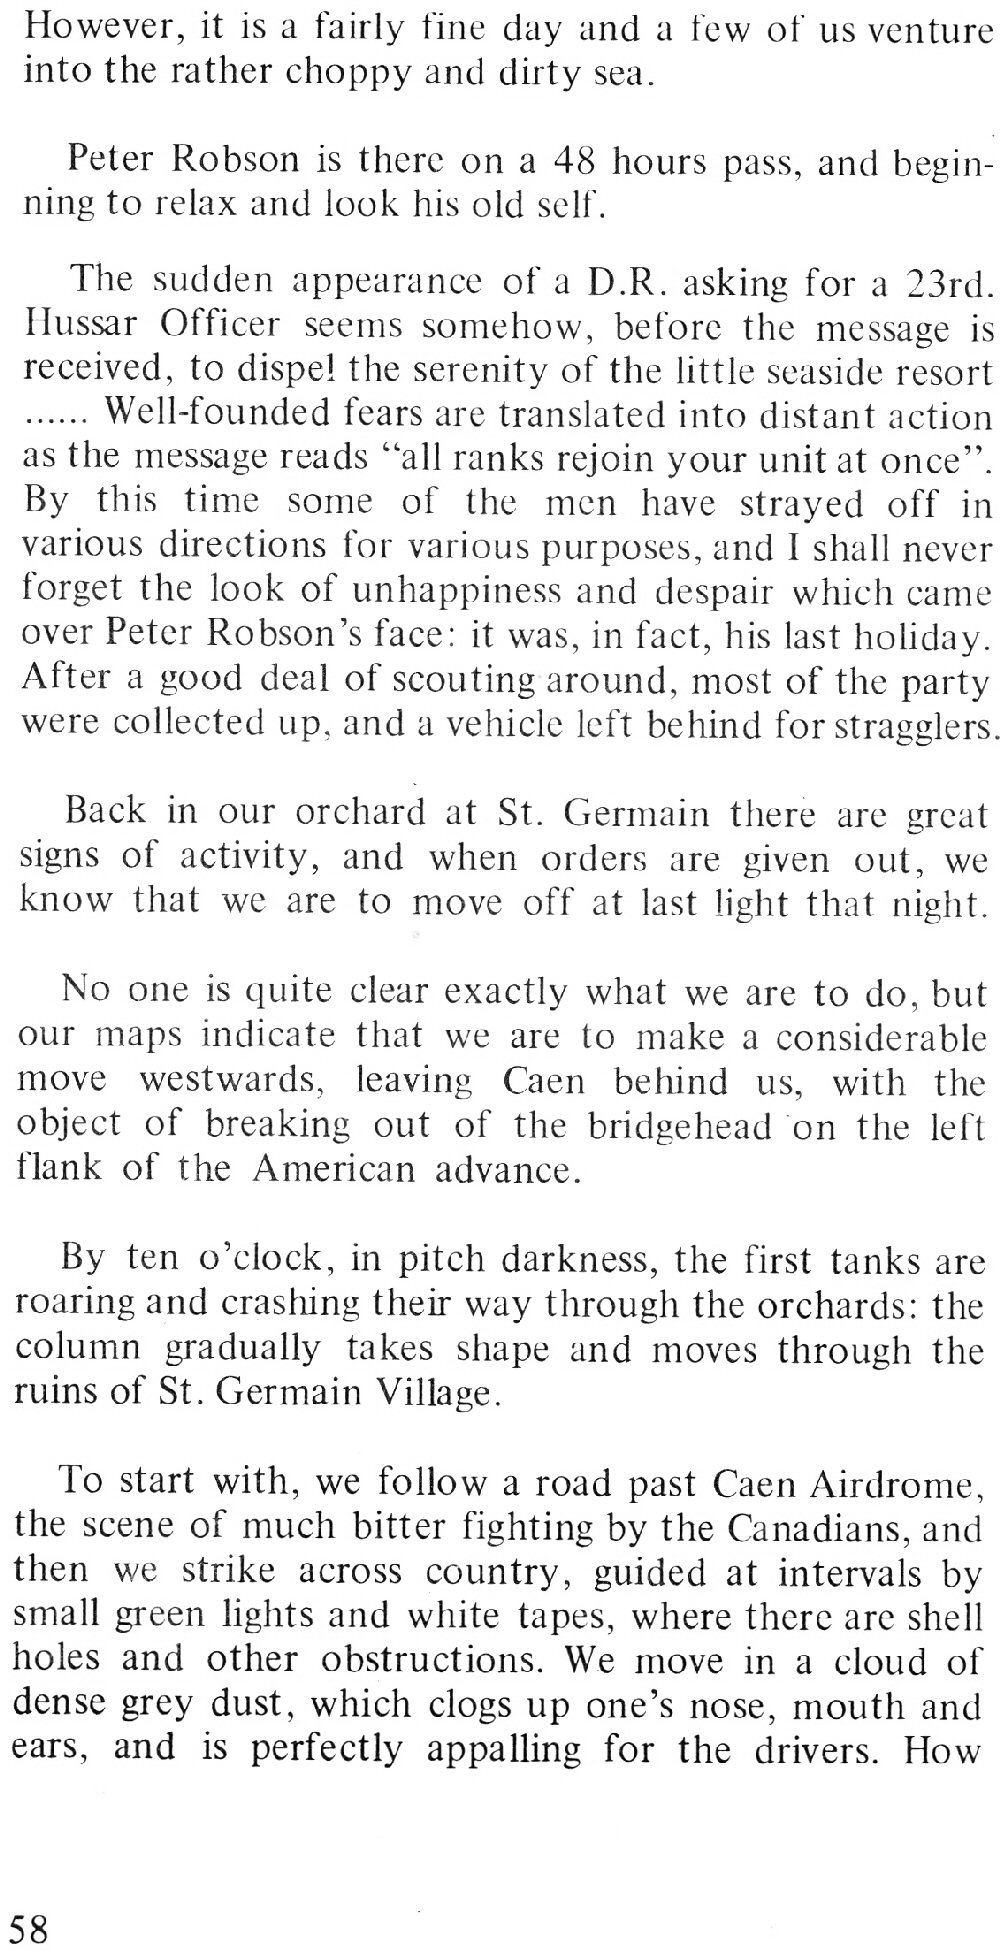 However, it is a fairly fine day and a few of us venture
into the rather choppy and dirty sea.
Peter Robson is there on a 48 hours pass, and begin-
ning to relax and look his old self.
The sudden appearance of a D.R. asking for a 23rd.
Hussar Officer seems somehow, before the message is
received, to dispel the serenity of the little seaside resort
...... Well-founded fears are translated into distant action
as the message reads “all ranks rejoin your unit at once”.
By this time some of the men have strayed off in
various directions for various purposes, and I shall never
forget the look of unhappiness and despair which came
over Peter Robson’s face: it was, in fact, his last holiday.
After a good deal of scouting around, most of the party
were collected up, and a vehicle left behind for stragglers.
Back in our orchard at St. Germain there are great
signs of activity, and when orders are given out, we
know that we are to move off at last light that night.
No one is quite clear exactly what we are to do, but
our maps indicate that we are to make a considerable
move westwards, leaving Caen behind us, with the
object of breaking out of the bridgehead on the left
flank of the American advance.
By ten o’clock, in pitch darkness, the first tanks are
roaring and crashing their way through the orchards: the
column gradually takes shape and moves through the
ruins of St. Germain Village.
To start with, we follow a road past Caen Airdrome,
the scene of much bitter fighting by the Canadians, and
then we strike across country, guided at intervals by
small green lights and white tapes, where there are shell
holes and other obstructions. We move in a cloud of
dense grey dust, which clogs up one’s nose, mouth and
ears, and is perfectly appalling for the drivers. How
58